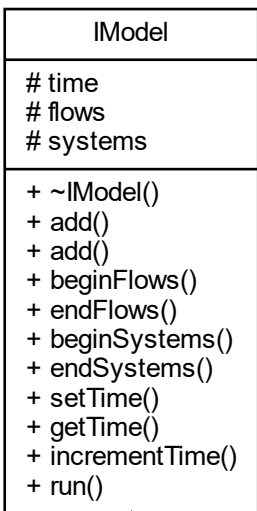 IModel
# time
# flows
# systems
+ ~IModel()
+ add()
+ add()
+ beginFlows()
+ endFlows()
+ beginSystems()
+ endSystems()
+ setTime()
+ getTime()
+ incrementTime()
+ run()